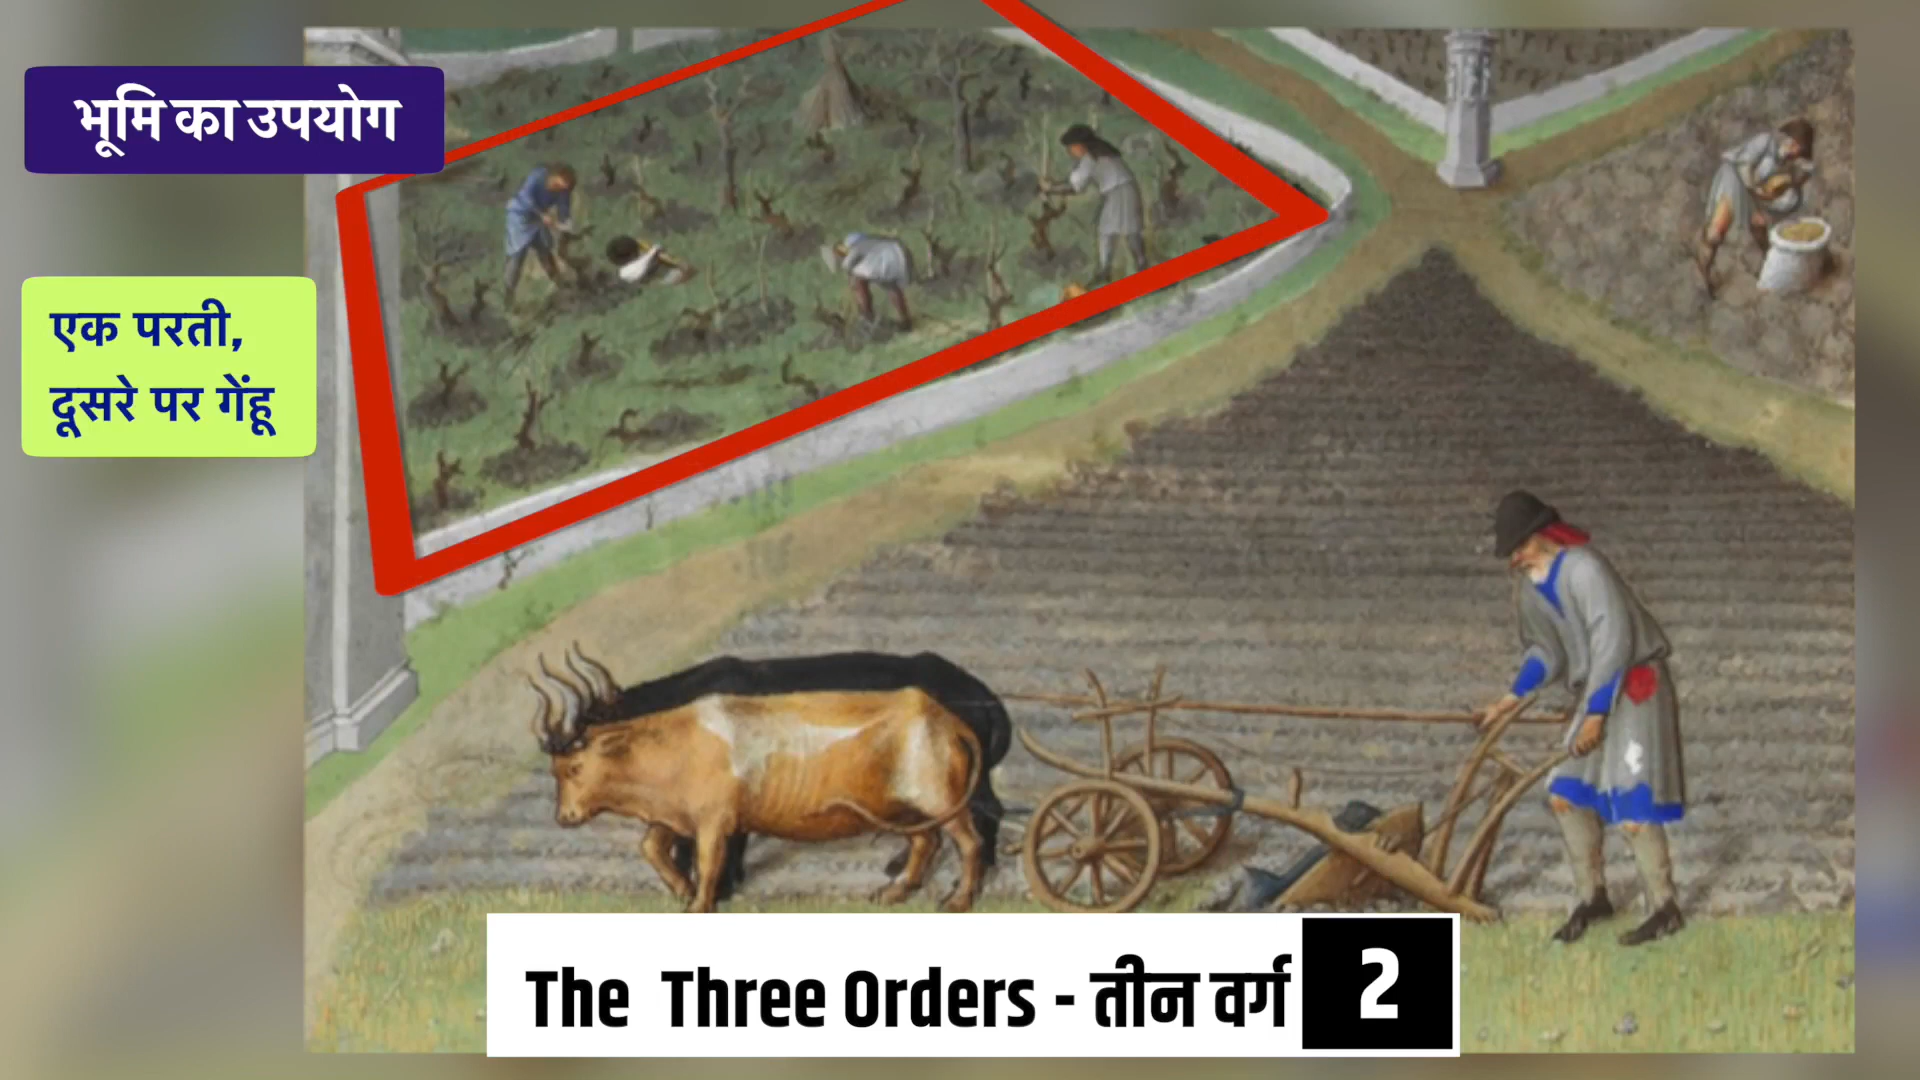 भूमि का उपयोग
एक परती,
दूसरे पर गेंहू
The Three Orders - तीन वर्ग 2